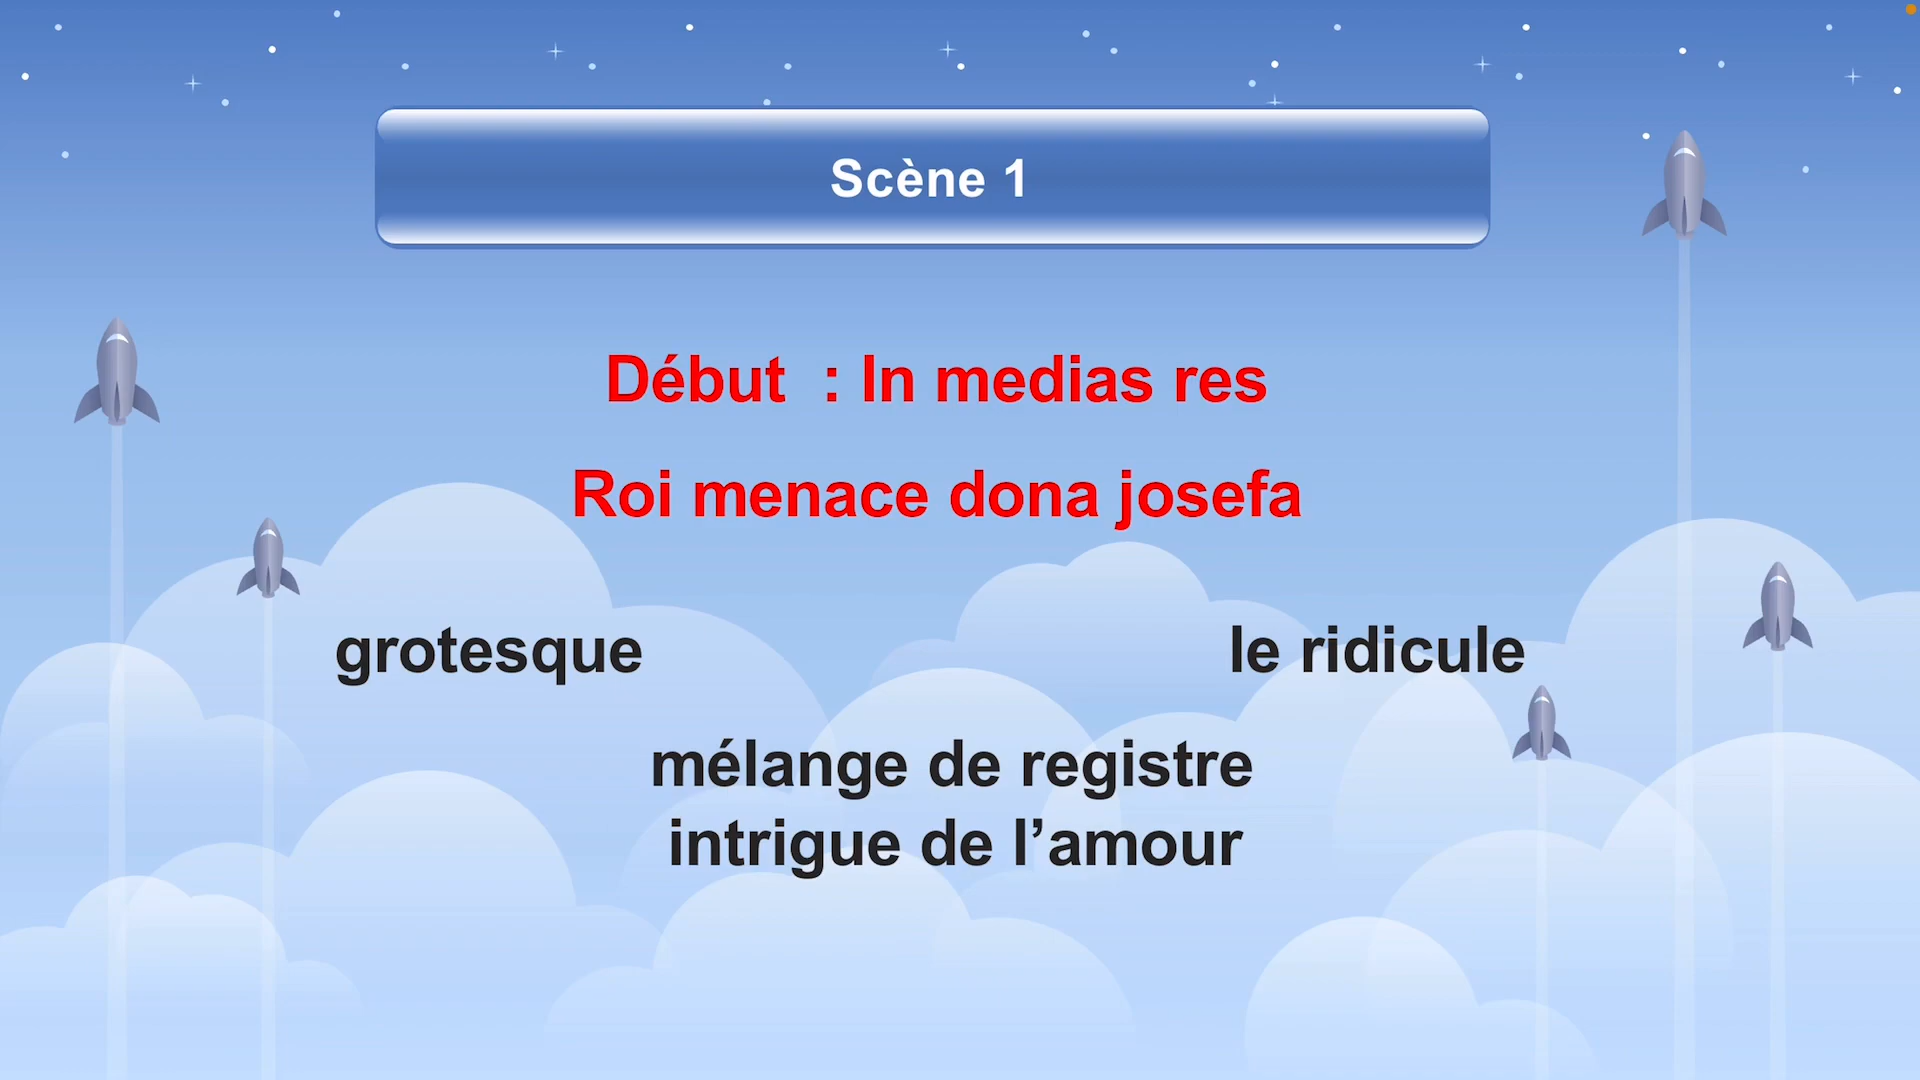 Scène 1
Début  : In medias res
Roi menace dona josefa
grotesque
le ridicule
mélange de registre
intrigue de l’amour